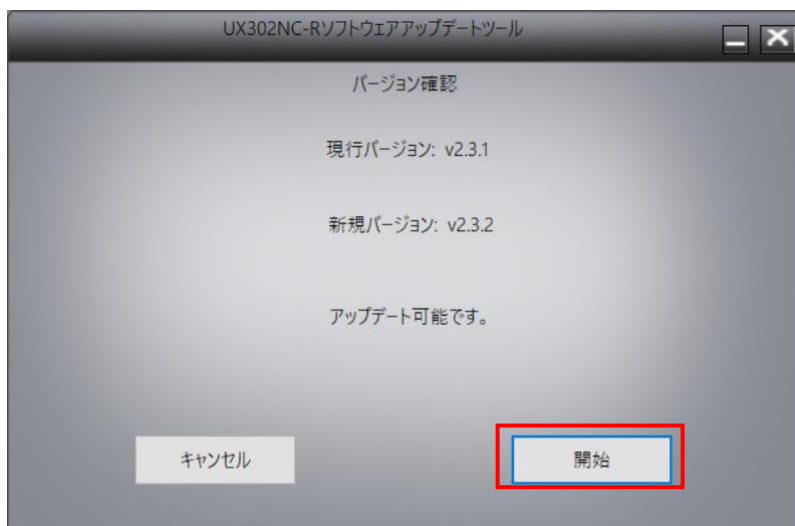 UX302NC-Rソフトウェアアップデートツール
バージョン確認
現行バージョン: v2.3.1
新規バージョン: v2.3.2
アップデート可能です。
キャンセル
開始